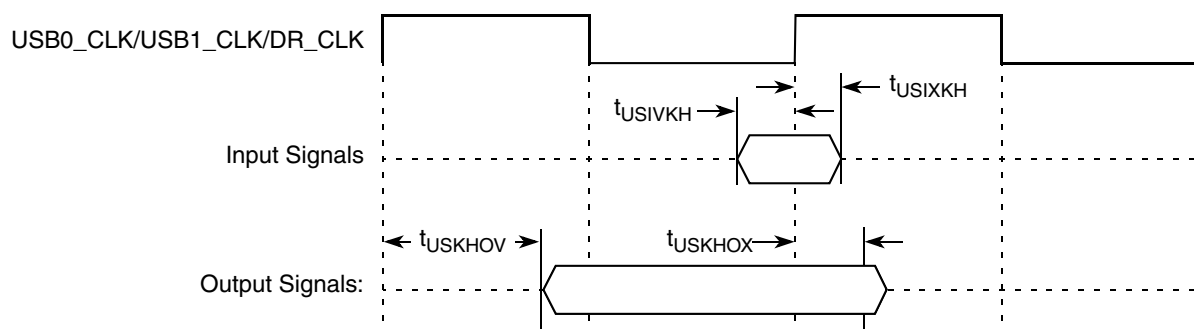 USB0_CLK/USB1_CLK/DR_CLK
tUSIXKH
tUSIVKH
Input Signals
tUSKHOV
tUSKHOX
Output Signals: